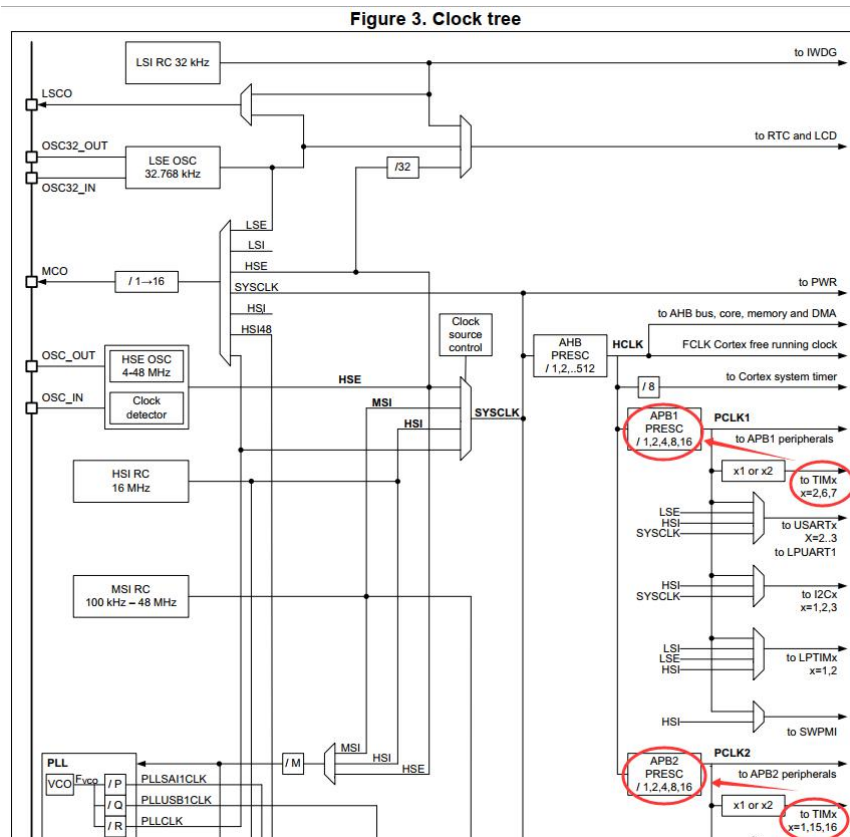 Figure 3. Clock tree
LSI RC 32 kHz
to IWDG
LSCO
OSC32_OUT
to RTC and LCD
LSE OSC
32.768 kHz
/32
OSC32_IN
LSE
LSI
HSE
MCO
/ 1→16
SYSCLK
to PWR
HSI
HSI48
to AHB bus, core, memory and DMA
Clock
source
control
AHB
PRESC
/ 1,2,..512
HCLK
FCLK Cortex free running clock
OSC_OUT
HSE OSC
4-48 MHz
HSE
/ 8
to Cortex system timer
OSC_IN
Clock
detector
MSI
HSI
SYSCLK
APB1
PRESC
/ 1,2,4,8,16
PCLK1
to APB1 peripherals
HSI RC
16 MHz
x1 or x2
to TIMx
x=2,6,7
LSE
HSI
SYSCLK
to USARTx
X=2..3
to LPUART1
MSI RC
100 kHz – 48 MHz
HSI
SYSCLK
to I2Cx
x=1,2,3
LSI
LSE
HSI
to LPTIMx
x=1,2
HSI
to SWPMI
MSI
HSI
HSE
/ M
PLL
VCO
FVCO
/ P
PLLSAI1CLK
/ Q
PLLUSB1CLK
/ R
PLLCLK
APB2
PRESC
/ 1,2,4,8,16
PCLK2
to APB2 peripherals
x1 or x2
to TIMx
x=1,15,16